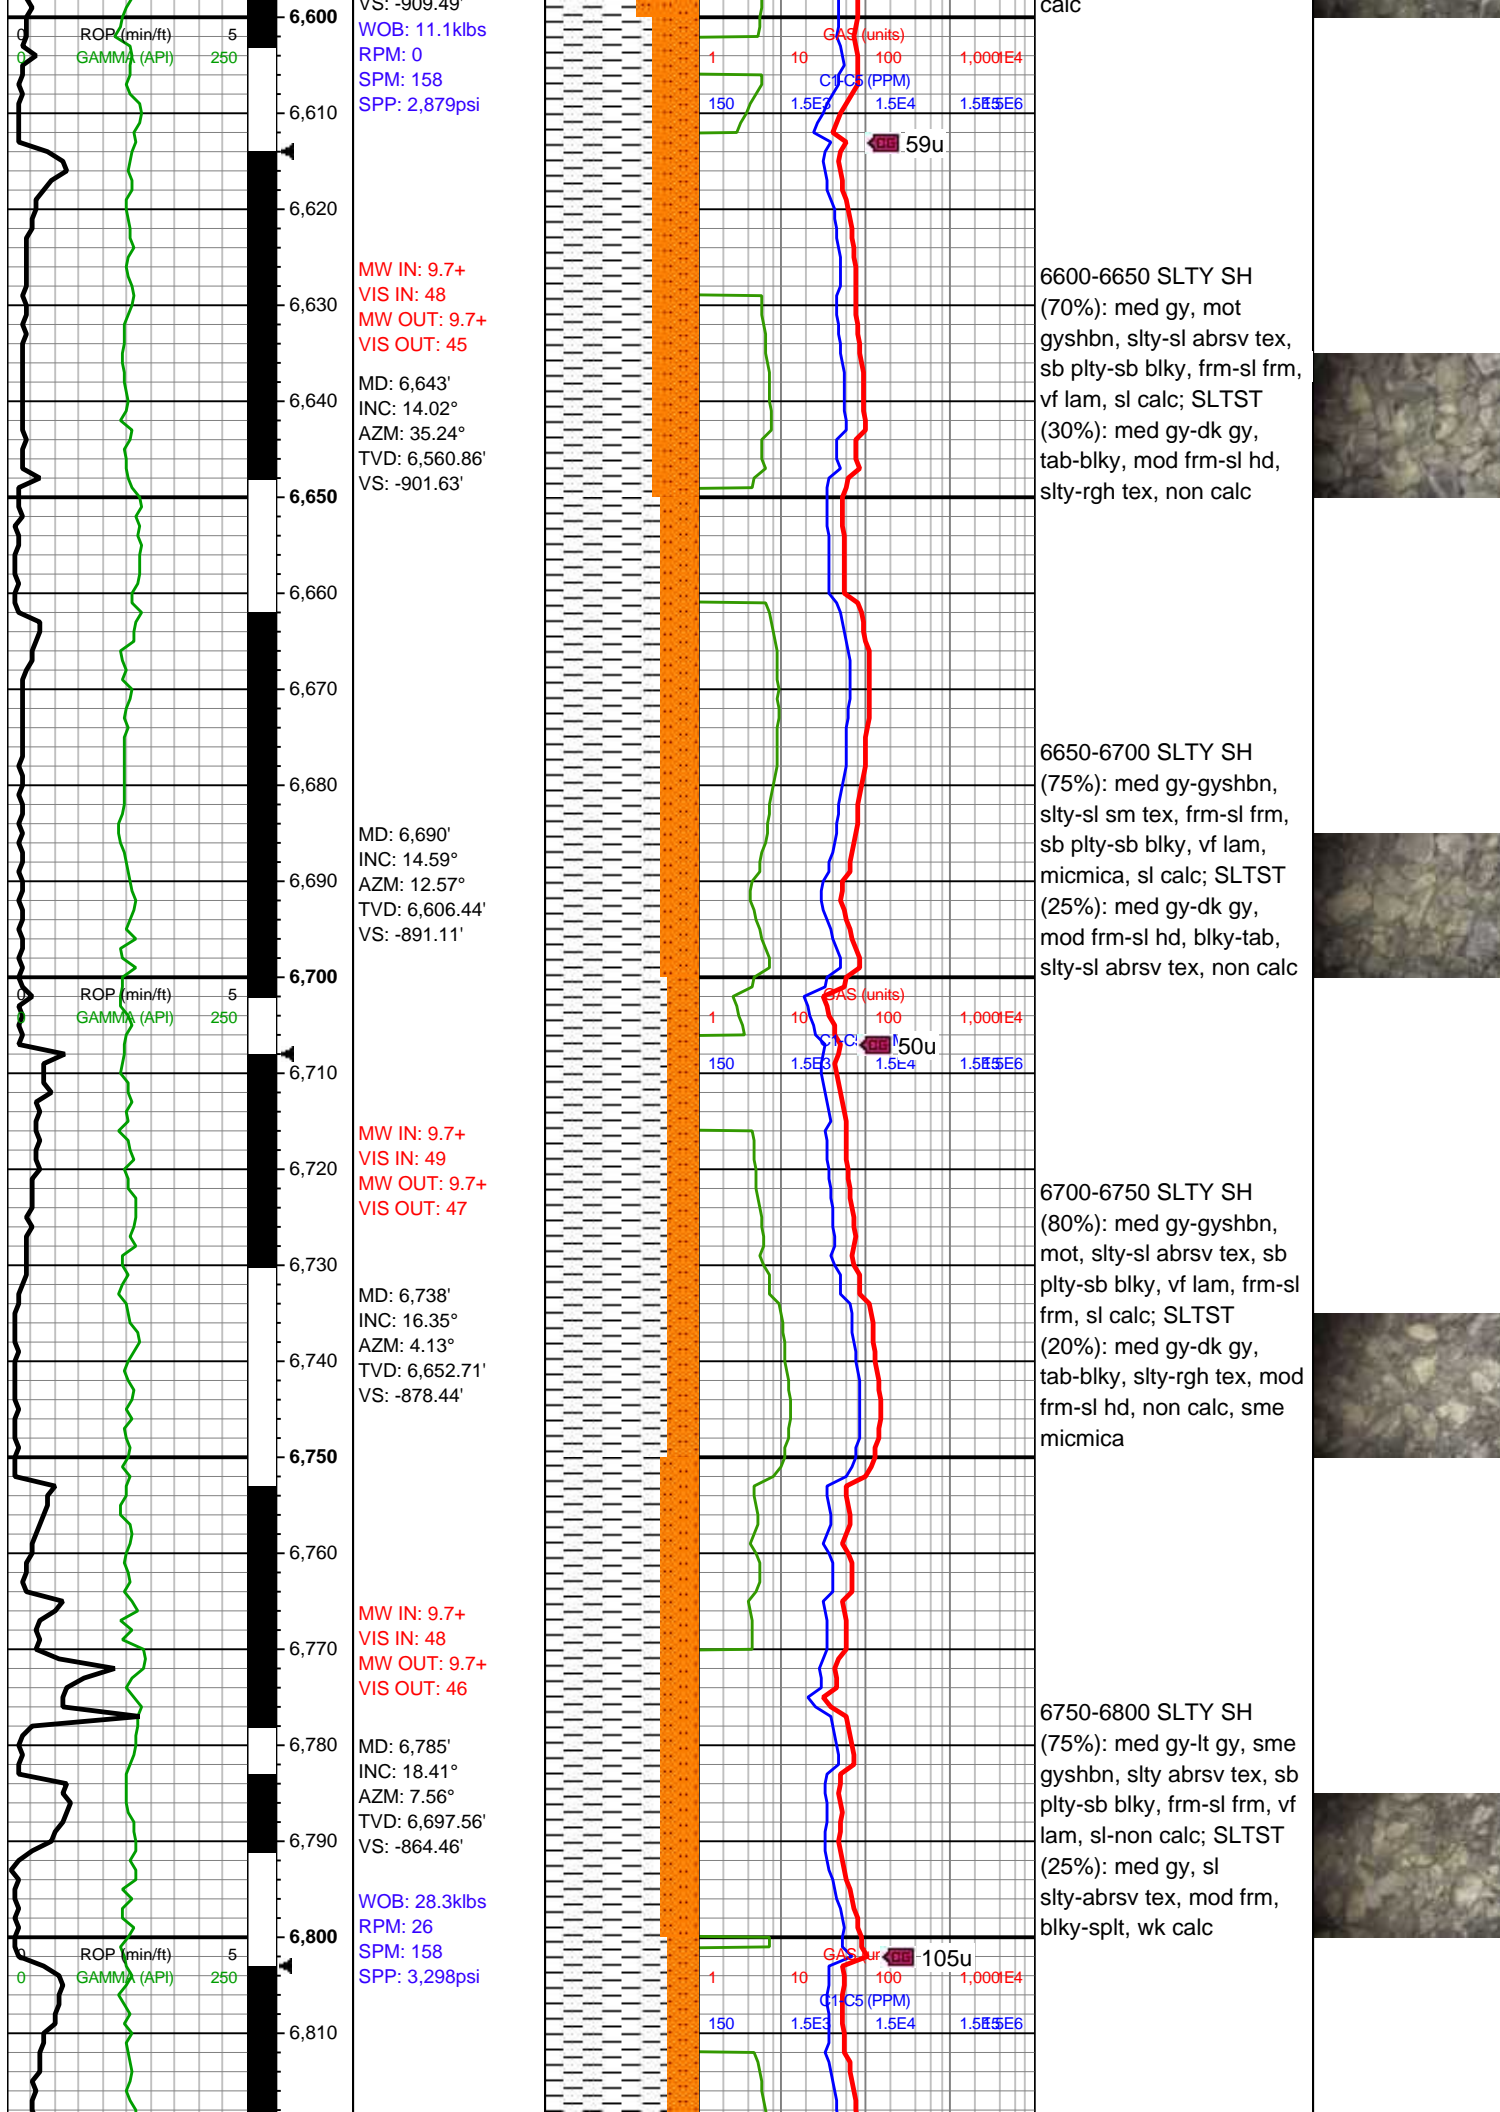 VS: -909.49'
calc
6,600
ROP (min/ft)
0
5
GAMMA (API)
0
250
WOB: 11.1klbs
RPM: 0
SPM: 158
SPP: 2,879psi
GAS (units)
1
10
100
1,000
1E4
C1-C5 (PPM)
150
1.5E3
1.5E4
1.5E5
1.5E6
6,610
CG 59u
6,620
MW IN: 9.7+
VIS IN: 48
MW OUT: 9.7+
VIS OUT: 45
6,630
6600-6650 SLTY SH
(70%): med gy, mot
gyshbn, slty-sl abrsv tex,
sb plty-sb blky, frm-sl frm,
vf lam, sl calc; SLTST
(30%): med gy-dk gy,
tab-blky, mod frm-sl hd,
slty-rgh tex, non calc
MD: 6,643'
INC: 14.02°
AZM: 35.24°
TVD: 6,560.86'
VS: -901.63'
6,640
6,650
6,660
6,670
6,680
6650-6700 SLTY SH
(75%): med gy-gyshbn,
slty-sl sm tex, frm-sl frm,
sb plty-sb blky, vf lam,
micmica, sl calc; SLTST
(25%): med gy-dk gy,
mod frm-sl hd, blky-tab,
slty-sl abrsv tex, non calc
MD: 6,690'
INC: 14.59°
AZM: 12.57°
TVD: 6,606.44'
VS: -891.11'
6,690
6,700
ROP (min/ft)
0
5
GAMMA (API)
0
250
GAS (units)
1
10
100
1,000
1E4
CG 50u
150
1.5E3
1.5E4
1.5E5
1.5E6
6,710
MW IN: 9.7+
VIS IN: 49
MW OUT: 9.7+
VIS OUT: 47
6,720
6,730
6700-6750 SLTY SH
(80%): med gy-gyshbn,
mot, slty-sl abrsv tex, sb
plty-sb blky, vf lam, frm-sl
frm, sl calc; SLTST
(20%): med gy-dk gy,
tab-blky, slty-rgh tex, mod
frm-sl hd, non calc, sme
micmica
MD: 6,738'
INC: 16.35°
AZM: 4.13°
TVD: 6,652.71'
VS: -878.44'
6,740
6,750
6,760
MW IN: 9.7+
VIS IN: 48
MW OUT: 9.7+
VIS OUT: 46
6,770
6,780
6750-6800 SLTY SH
(75%): med gy-lt gy, sme
gyshbn, slty abrsv tex, sb
plty-sb blky, frm-sl frm, vf
lam, sl-non calc; SLTST
(25%): med gy, sl
slty-abrsv tex, mod frm,
blky-splt, wk calc
MD: 6,785'
INC: 18.41°
AZM: 7.56°
TVD: 6,697.56'
VS: -864.46'
6,790
WOB: 28.3klbs
RPM: 26
SPM: 158
SPP: 3,298psi
6,800
ROP (min/ft)
0
5
GAMMA (API)
0
250
GAS
CG 105u
1
10
100
1,000
1E4
C1-C5 (PPM)
150
1.5E3
1.5E4
1.5E5
1.5E6
6,810